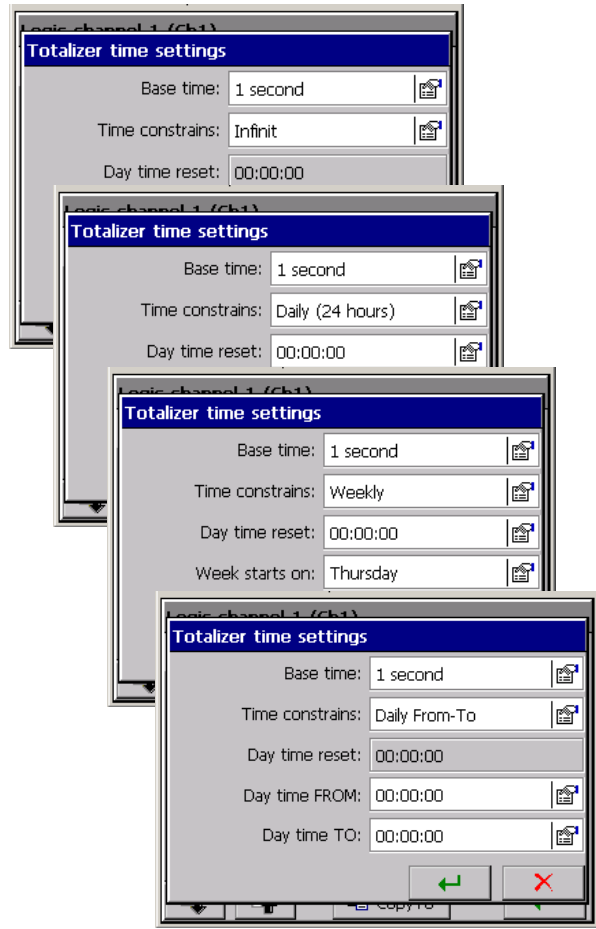 Logic channel 1 (Ch1)
Totalizer time settings
Base time: 1 second
Time constrains: Infinit
Day time reset: 00:00:00
Logic channel 1 (Ch1)
Totalizer time settings
Base time: 1 second
Time constrains: Daily (24 hours)
Day time reset: 00:00:00
Logic channel 1 (Ch1)
Totalizer time settings
Base time: 1 second
Time constrains: Weekly
Day time reset: 00:00:00
Week starts on: Thursday
Logic channel 1 (Ch1)
Totalizer time settings
Base time: 1 second
Time constrains: Daily From-To
Day time reset: 00:00:00
Day time FROM: 00:00:00
Day time TO: 00:00:00
CopyTo